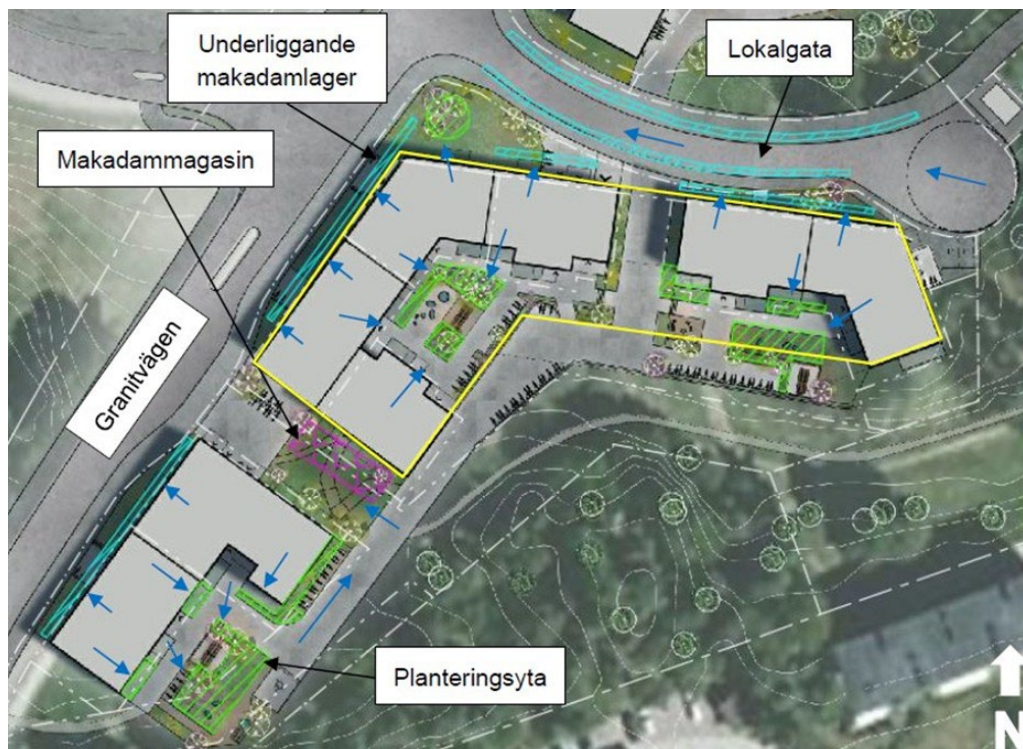 Underliggande
makadamlager
Lokalgata
Makadammagasin
Granitvägen
Planteringsyta
N